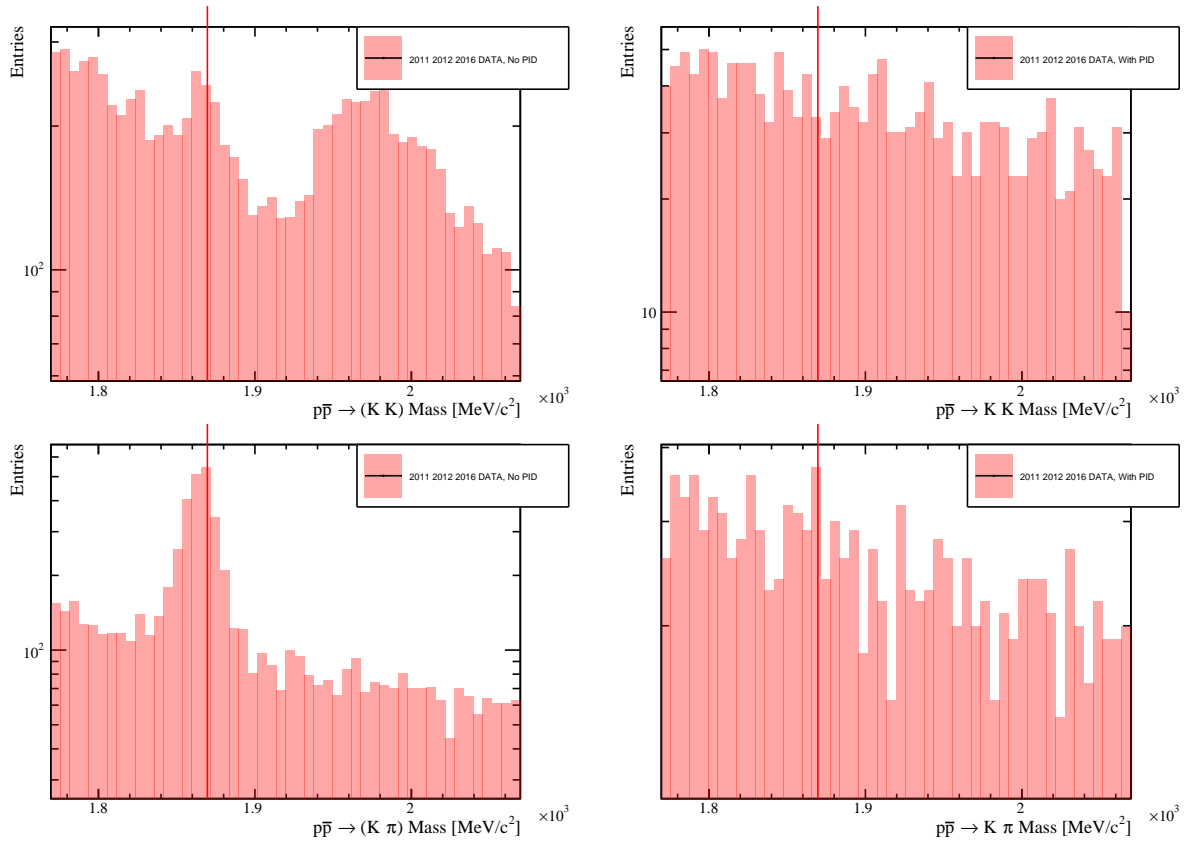 Entries
2011 2012 2016 DATA, No PID
10²
1.8 1.9 2
×10³
pp̅ → (K K) Mass [MeV/c²]
Entries
2011 2012 2016 DATA, With PID
10
1.8 1.9 2
×10³
pp̅ → K K Mass [MeV/c²]
Entries
2011 2012 2016 DATA, No PID
10²
1.8 1.9 2
×10³
pp̅ → (K π) Mass [MeV/c²]
Entries
2011 2012 2016 DATA, With PID
1.8 1.9 2
×10³
pp̅ → K π Mass [MeV/c²]